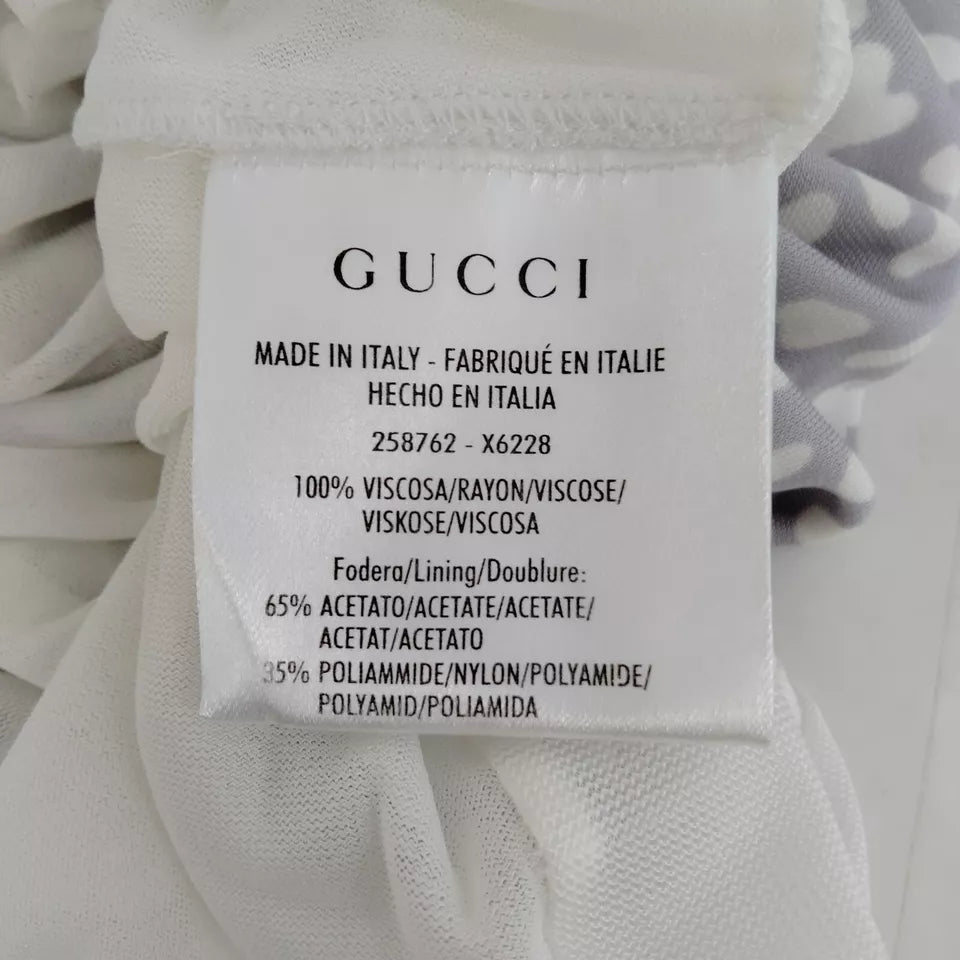 GUCCI
MADE IN ITALY - FABRIQUÉ EN ITALIE
HECHO EN ITALIA
258762 - X6228
100% VISCOSA/RAYON/VISCOSE/
VISKOSE/VISCOSA
Fodera/Lining/Doublure:
65% ACETATO/ACETATE/ACETATE/
ACETAT/ACETATO
35% POLIAMMIDE/NYLON/POLYAMIDE/
POLYAMID/POLIAMIDA